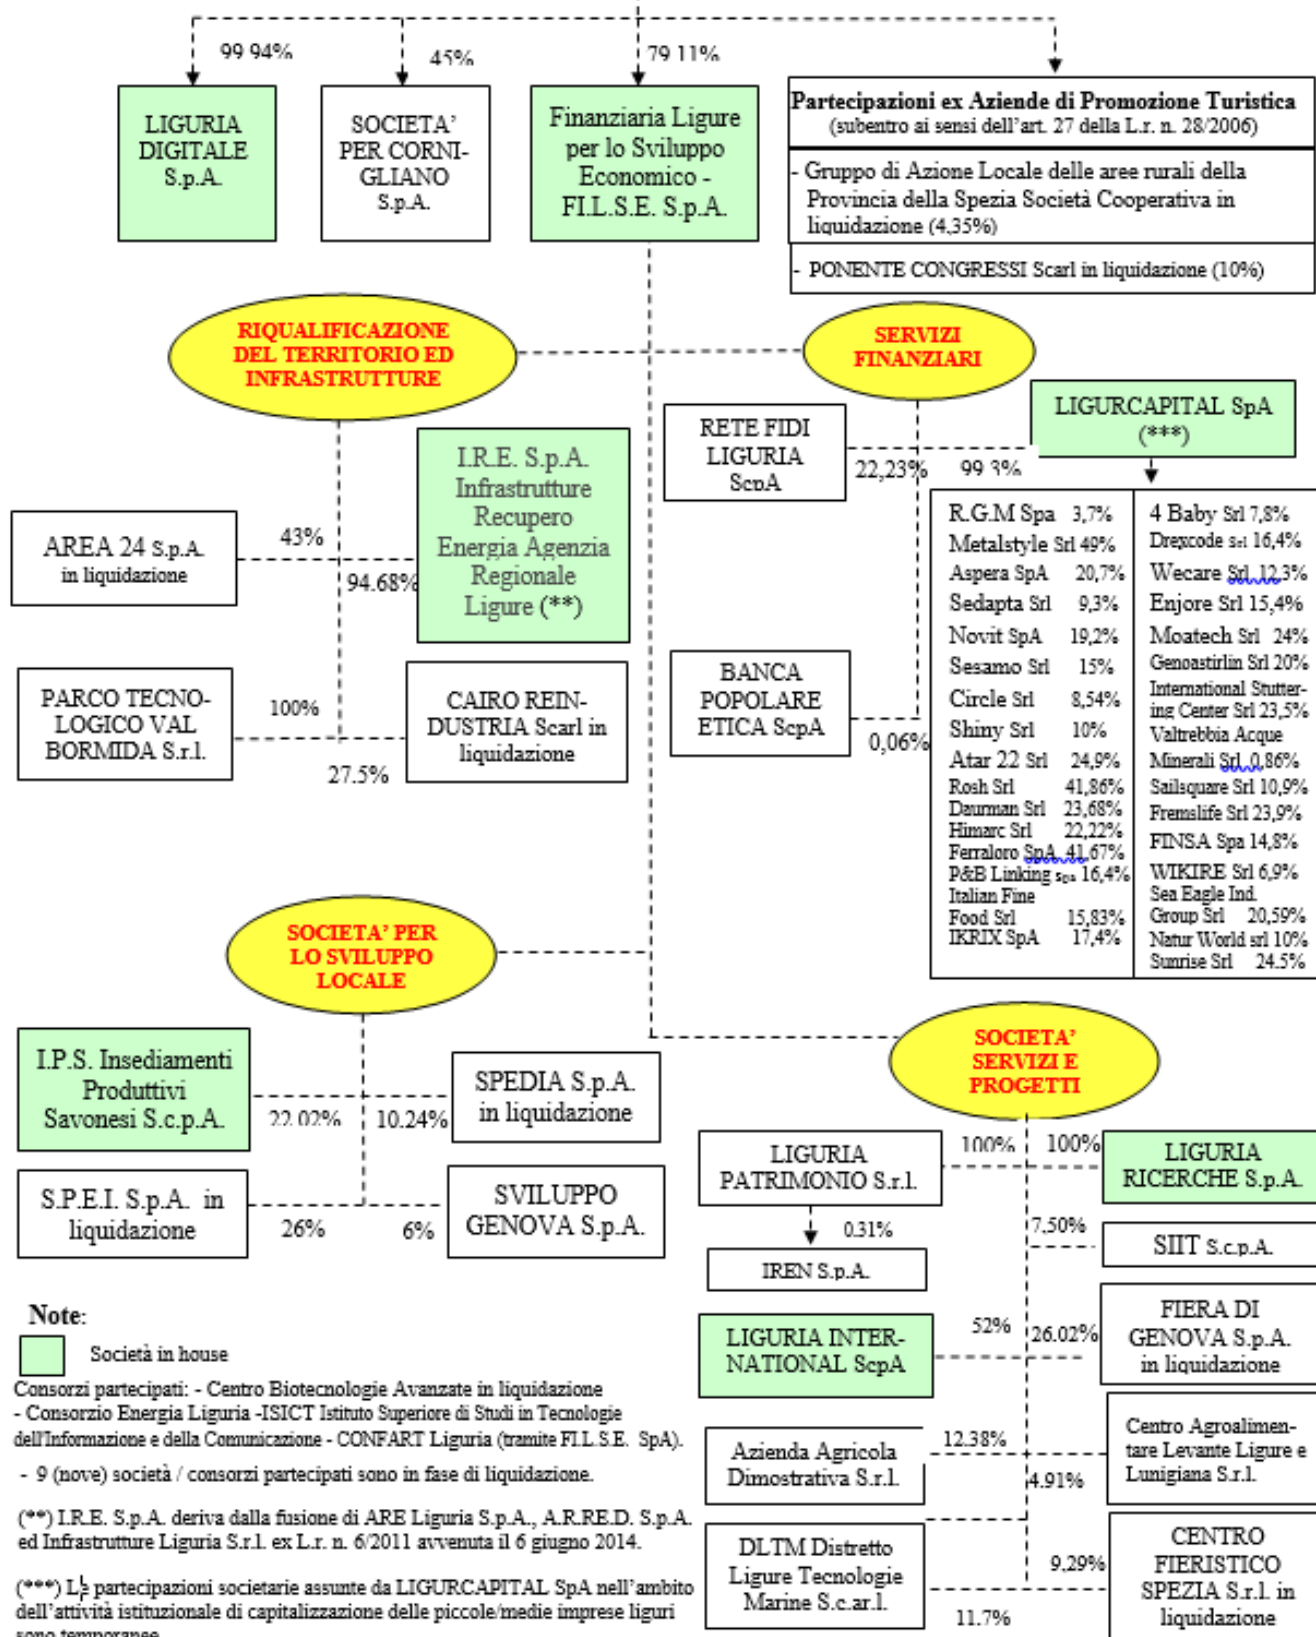 99.94%
45%
79.11%
LIGURIA
DIGITALE
S.p.A.
SOCIETA'
PER CORNI-
GLIANO
S.p.A.
Finanziaria Ligure
per lo Sviluppo
Economico -
FI.L.S.E. S.p.A.
Partecipazioni ex Aziende di Promozione Turistica
(subentro ai sensi dell'art. 27 della L.r. n. 28/2006)
- Gruppo di Azione Locale delle aree rurali della
Provincia della Spezia Società Cooperativa in
liquidazione (4,35%)
- PONENTE CONGRESSI Scarl in liquidazione (10%)
RIQUALIFICAZIONE
DEL TERRITORIO ED
INFRASTRUTTURE
SERVIZI
FINANZIARI
AREA 24 S.p.A.
in liquidazione
43%
94.68%
I.R.E. S.p.A.
Infrastrutture
Recupero
Energia Agenzia
Regionale
Ligure (**)
PARCO TECNO-
LOGICO VAL
BORMIDA S.r.l.
100%
27.5%
CAIRO REIN-
DUSTRIA Scarl in
liquidazione
RETE FIDI
LIGURIA
ScpA
22,23%
99.3%
LIGURCAPITAL SpA
(***)
BANCA
POPOLARE
ETICA ScpA
0,06%
R.G.M Spa 3,7%
Metalstyle Srl 49%
Aspera SpA 20,7%
Sedapta Srl 9,3%
Novit SpA 19,2%
Sesamo Srl 15%
Circle Srl 8,54%
Shiny Srl 10%
Atar 22 Srl 24,9%
Rosh Srl 41,86%
Daurman Srl 23,68%
Himarc Srl 22,22%
Ferraloro SpA 41,67%
P&B Linking spa 16,4%
Italian Fine
Food Srl 15,83%
IKRIX SpA 17,4%
4 Baby Srl 7,8%
Drexcode Srl 16,4%
Wecare Srl 12,3%
Enjore Srl 15,4%
Moatech Srl 24%
Genoastirlin Srl 20%
International Stutter-
ing Center Srl 23,5%
Valtrebbia Acque
Minerali Srl 0,86%
Sailsquare Srl 10,9%
Fremslife Srl 23,9%
FINSA Spa 14,8%
WIKIRE Srl 6,9%
Sea Eagle Ind.
Group Srl 20,59%
Natur World srl 10%
Sunrise Srl 24.5%
SOCIETA' PER
LO SVILUPPO
LOCALE
I.P.S. Insediamenti
Produttivi
Savonesi S.c.p.A.
22.02%
10.24%
SPEDIA S.p.A.
in liquidazione
S.P.E.I. S.p.A. in
liquidazione
26%
6%
SVILUPPO
GENOVA S.p.A.
SOCIETA'
SERVIZI E
PROGETTI
LIGURIA
PATRIMONIO S.r.l.
100%
100%
LIGURIA
RICERCHE S.p.A.
0.31%
IREN S.p.A.
7.50%
SIIT S.c.p.A.
LIGURIA INTER-
NATIONAL ScpA
52%
26.02%
FIERA DI
GENOVA S.p.A.
in liquidazione
Azienda Agricola
Dimostrativa S.r.l.
12.38%
4.91%
Centro Agroalimen-
tare Levante Ligure e
Lunigiana S.r.l.
DLTM Distretto
Ligure Tecnologie
Marine S.c.ar.l.
9,29%
11.7%
CENTRO
FIERISTICO
SPEZIA S.r.l. in
liquidazione
Note:
Società in house
Consorzi partecipati: - Centro Biotecnologie Avanzate in liquidazione
- Consorzio Energia Liguria -ISICT Istituto Superiore di Studi in Tecnologie
dell'Informazione e della Comunicazione - CONFART Liguria (tramite FI.L.S.E. SpA).
- 9 (nove) società / consorzi partecipati sono in fase di liquidazione.
(**) I.R.E. S.p.A. deriva dalla fusione di ARE Liguria S.p.A., A.R.RE.D. S.p.A.
ed Infrastrutture Liguria S.r.l. ex L.r. n. 6/2011 avvenuta il 6 giugno 2014.
(***) Le partecipazioni societarie assunte da LIGURCAPITAL SpA nell'ambito
dell'attività istituzionale di capitalizzazione delle piccole/medie imprese liguri
sono temporanee